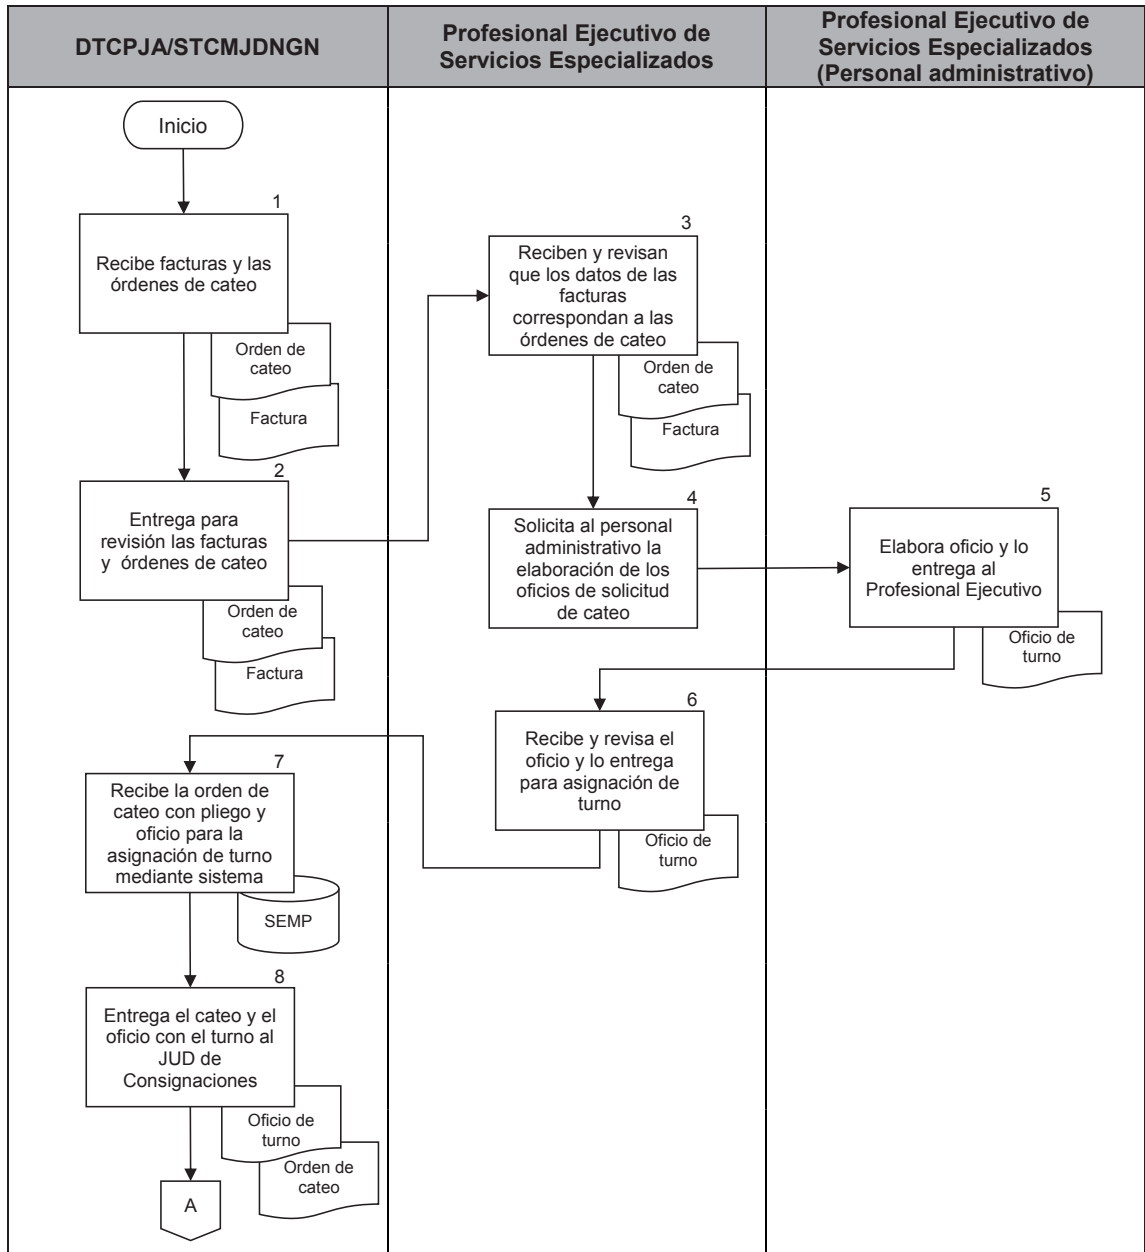 DTCPJA/STCMJDNGN
Profesional Ejecutivo de
Servicios Especializados
Profesional Ejecutivo de
Servicios Especializados
(Personal administrativo)
Inicio
1
Recibe facturas y las
órdenes de cateo
Orden de
cateo
Factura
2
Entrega para
revisión las facturas
y órdenes de cateo
Orden de
cateo
Factura
3
Reciben y revisan
que los datos de las
facturas
correspondan a las
órdenes de cateo
Orden de
cateo
Factura
4
Solicita al personal
administrativo la
elaboración de los
oficios de solicitud
de cateo
5
Elabora oficio y lo
entrega al
Profesional Ejecutivo
Oficio de
turno
6
Recibe y revisa el
oficio y lo entrega
para asignación de
turno
Oficio de
turno
7
Recibe la orden de
cateo con pliego y
oficio para la
asignación de turno
mediante sistema
SEMP
8
Entrega el cateo y el
oficio con el turno al
JUD de
Consignaciones
Oficio de
turno
Orden de
cateo
A